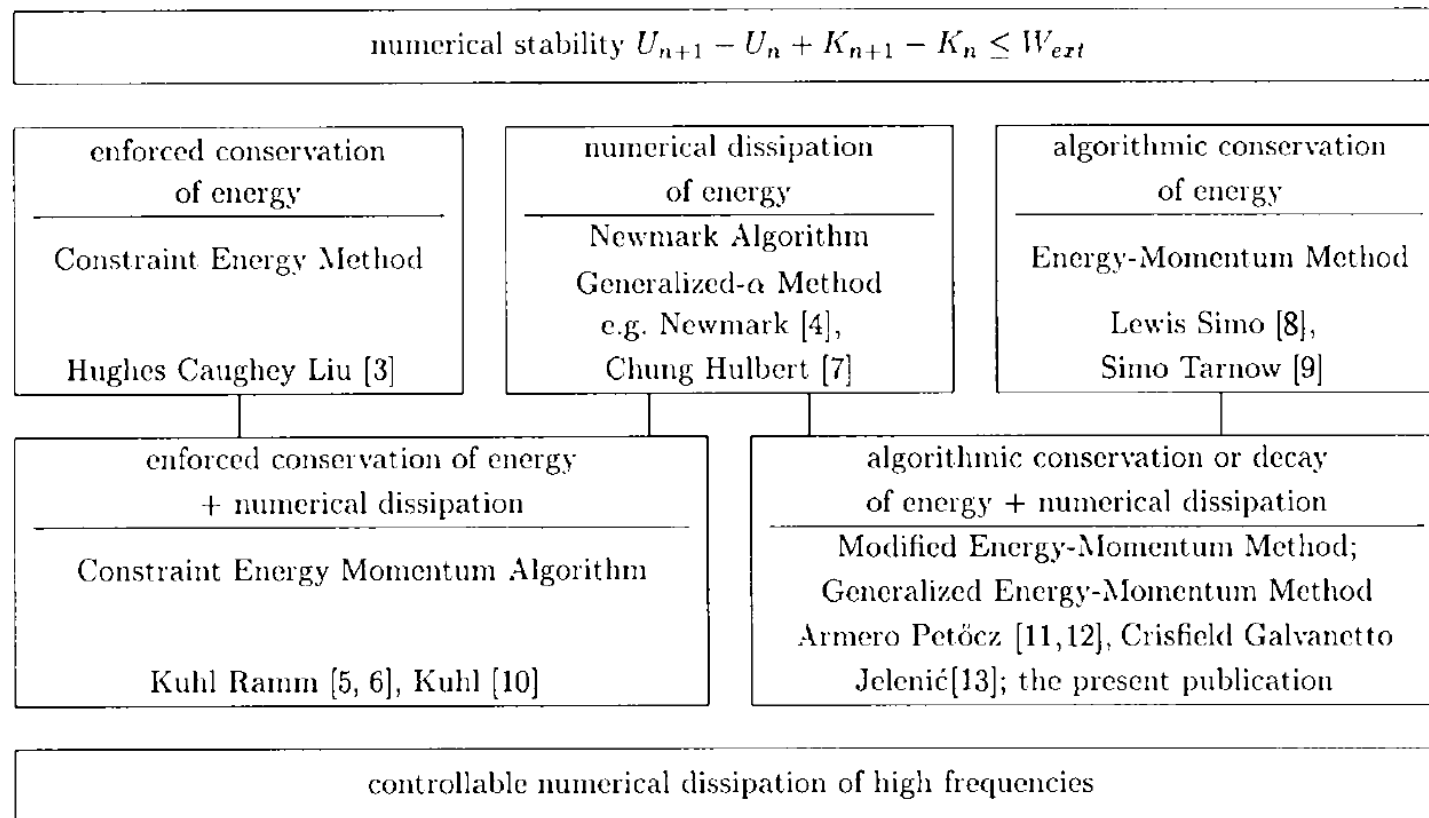 numerical stability U_{n+1} − U_n + K_{n+1} − K_n ≤ W_{ext}
enforced conservation
of energy
Constraint Energy Method
Hughes Caughey Liu [3]
numerical dissipation
of energy
Newmark Algorithm
Generalized-α Method
e.g. Newmark [4],
Chung Hulbert [7]
algorithmic conservation
of energy
Energy-Momentum Method
Lewis Simo [8],
Simo Tarnow [9]
enforced conservation of energy
+ numerical dissipation
Constraint Energy Momentum Algorithm
Kuhl Ramm [5, 6], Kuhl [10]
algorithmic conservation or decay
of energy + numerical dissipation
Modified Energy-Momentum Method;
Generalized Energy-Momentum Method
Armero Petőcz [11,12], Crisfield Galvanetto
Jelenić[13]; the present publication
controllable numerical dissipation of high frequencies